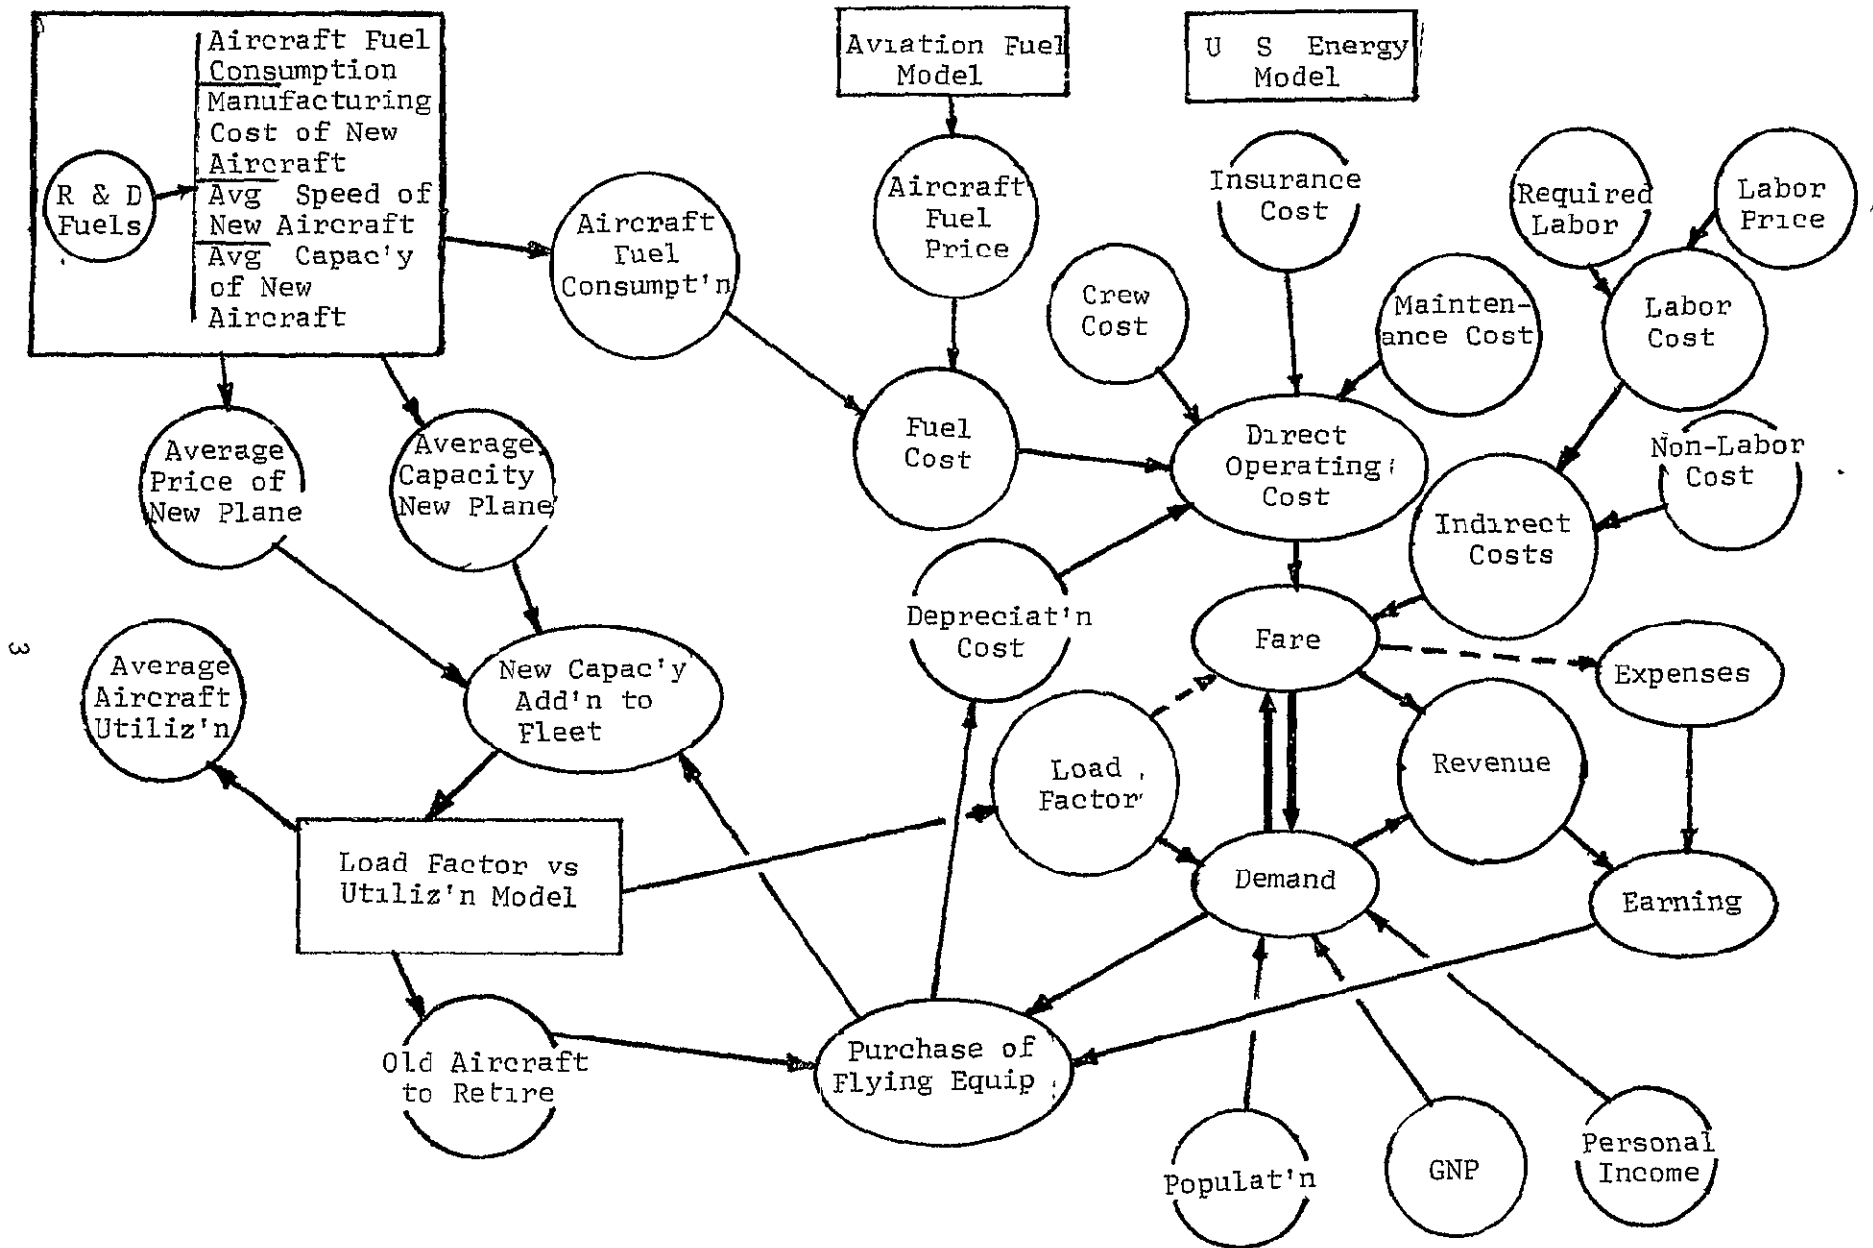 Aircraft Fuel
Consumption
Manufacturing
Cost of New
Aircraft
Avg Speed of
New Aircraft
Avg Capac'y
of New
Aircraft
R & D
Fuels
Aviation Fuel
Model
U S Energy
Model
Aircraft
Fuel
Consumpt'n
Aircraft
Fuel
Price
Insurance
Cost
Required
Labor
Labor
Price
Crew
Cost
Mainten-
ance Cost
Labor
Cost
Average
Price of
New Plane
Average
Capacity
New Plane
Fuel
Cost
Direct
Operating
Cost
Non-Labor
Cost
Indirect
Costs
Depreciat'n
Cost
Fare
Expenses
3
Average
Aircraft
Utiliz'n
New Capac'y
Add'n to
Fleet
Load
Factor
Revenue
Load Factor vs
Utiliz'n Model
Demand
Earning
Old Aircraft
to Retire
Purchase of
Flying Equip
Populat'n
GNP
Personal
Income